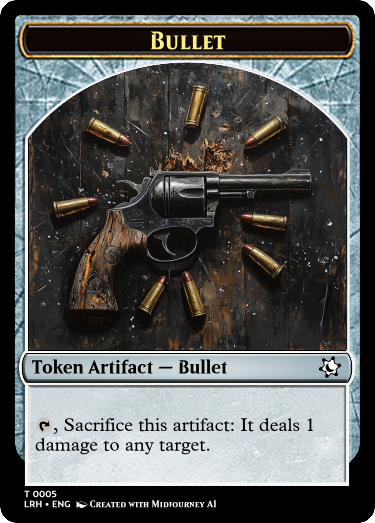 BULLET
Token Artifact — Bullet
, Sacrifice this artifact: It deals 1
damage to any target.
T 0005
LRH • ENG CREATED WITH MIDJOURNEY AI